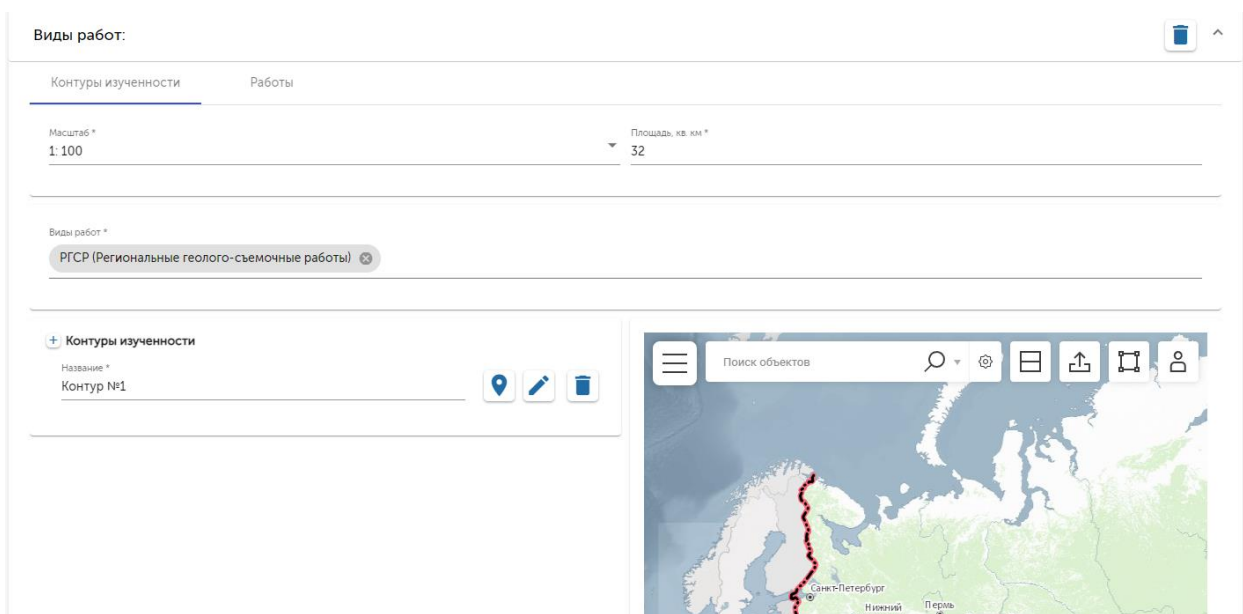 Виды работ:
Контуры изученности
Работы
Масштаб *
1: 100
Площадь, кв. км *
32
Виды работ *
РГСР (Региональные геолого-съемочные работы)
+ Контуры изученности
Название *
Контур №1
Поиск объектов
Санкт-Петербург
Нижний
Пермь